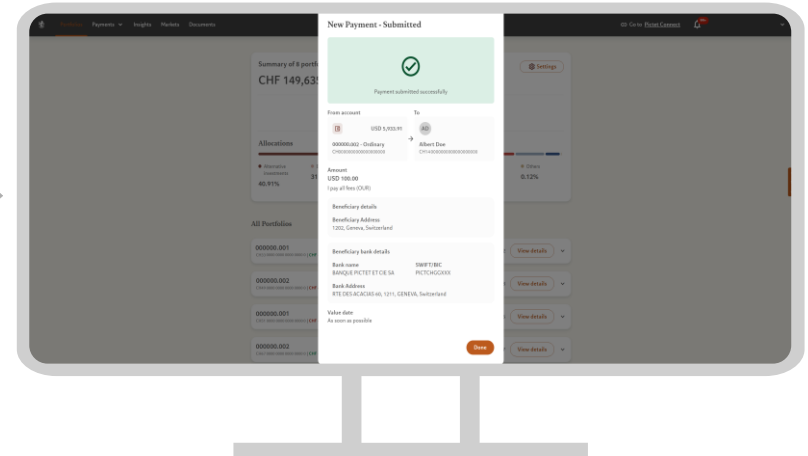 Payments
Insights
Markets
Documents
Go to Pictet Connect
Summary of 8 portf
CHF 149,635
Settings
Allocations
Alternative
Investments
40.91%
Others
0.12%
All Portfolios
000000.001
View details
000000.002
View details
000000.001
View details
000000.002
View details
New Payment - Submitted
Payment submitted successfully
From account
To
USD 5,920.91
AD
000000.002 - Ordinary
Albert Doe
Amount
USD 100.00
I pay all fees (OUR)
Beneficiary details
Beneficiary Address
1202, Geneva, Switzerland
Beneficiary bank details
Bank name
SWIFT/BIC
BANQUE PICTET ET CIE SA
PICTCHGGXXX
Bank Address
RTE DES ACACIAS 60, 1211, GENEVA, Switzerland
Value date
As soon as possible
Done